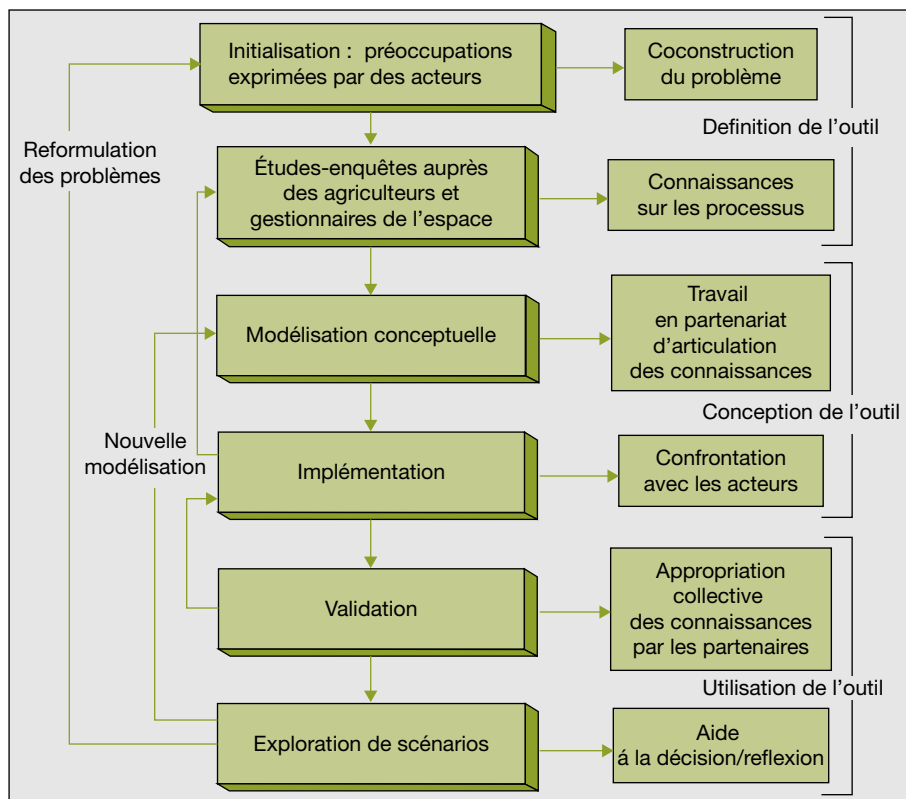 Initialisation : préoccupations
exprimées par des acteurs
Coconstruction
du problème
Definition de l'outil
Reformulation
des problèmes
Études-enquêtes auprès
des agriculteurs et
gestionnaires de l'espace
Connaissances
sur les processus
Modélisation conceptuelle
Travail
en partenariat
d'articulation
des connaissances
Conception de l'outil
Nouvelle
modélisation
Implémentation
Confrontation
avec les acteurs
Validation
Appropriation
collective
des connaissances
par les partenaires
Utilisation de l'outil
Exploration de scénarios
Aide
á la décision/reflexion